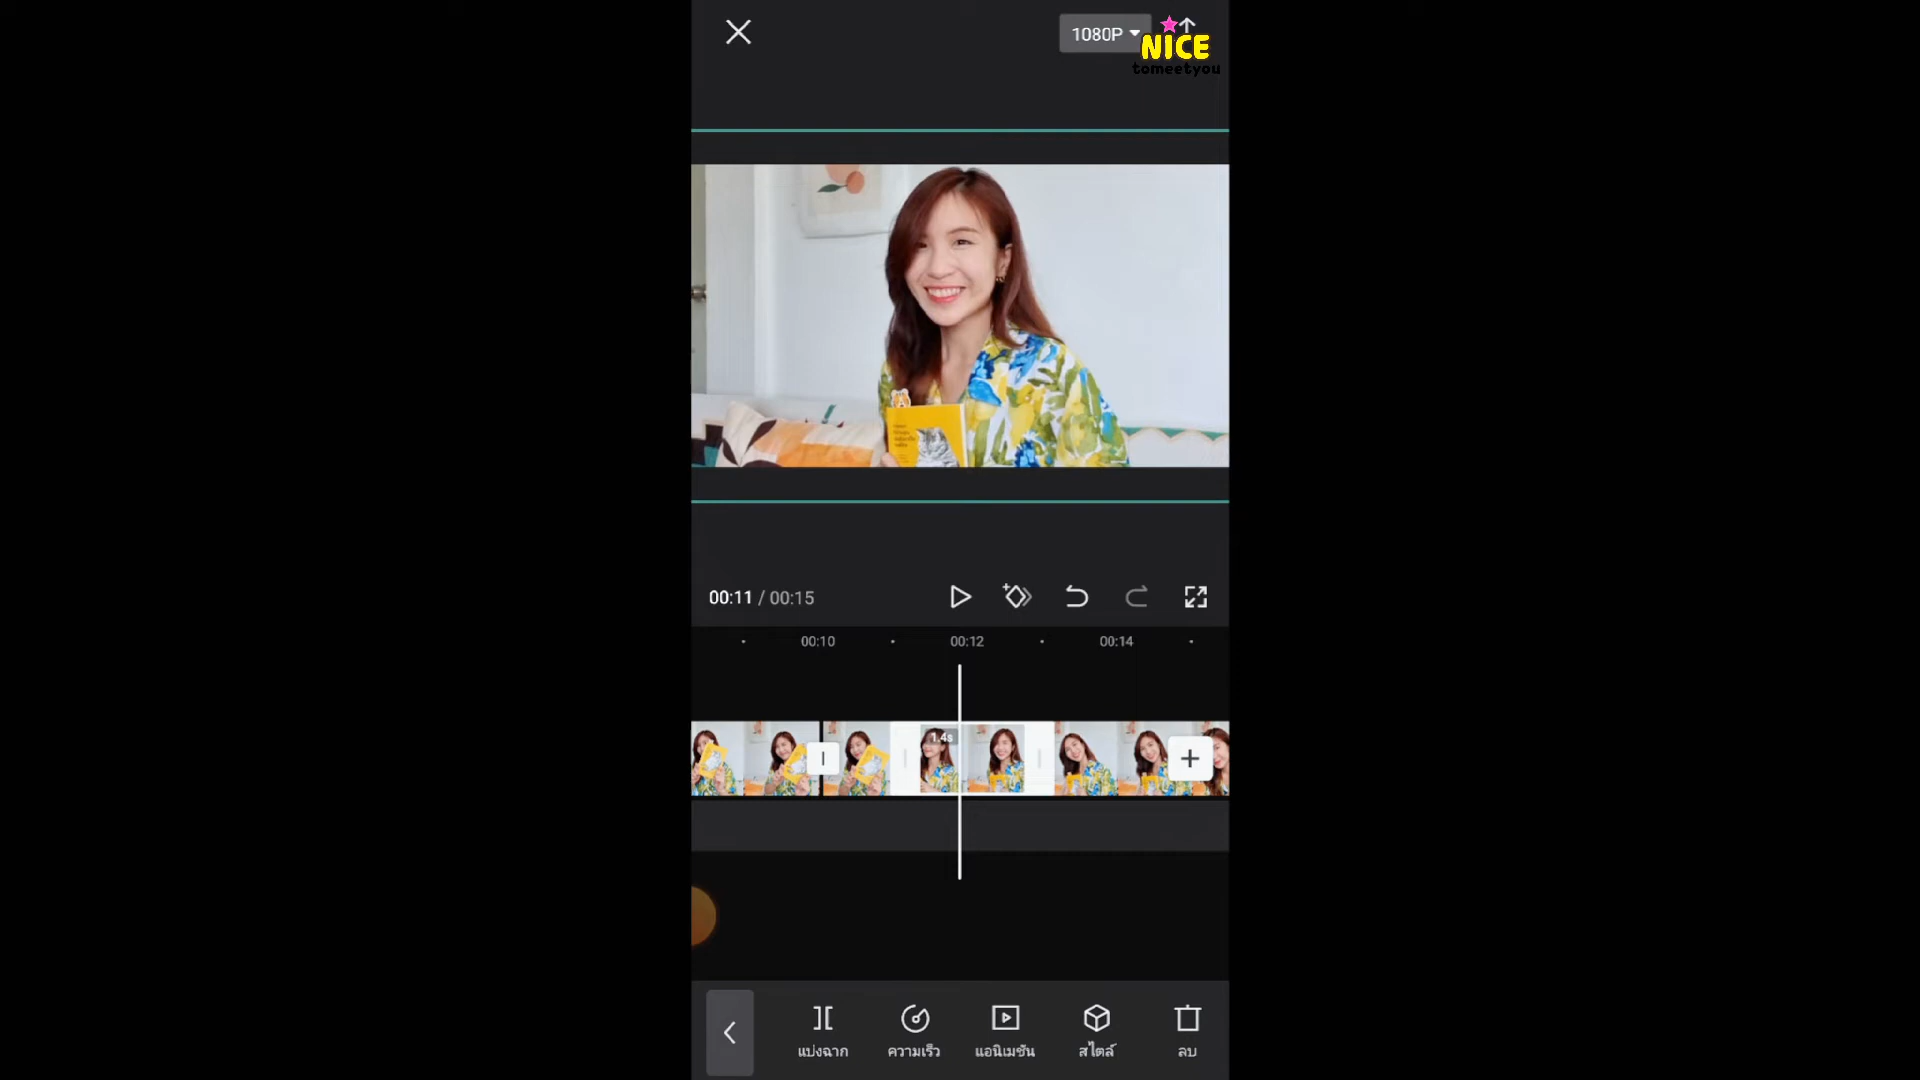 1080P
NICE
tomeetyou
00:11 / 00:15
00:10
00:12
00:14
1.4s
แบ่งฉาก
ความเร็ว
แอนิเมชัน
สไตล์
ลบ